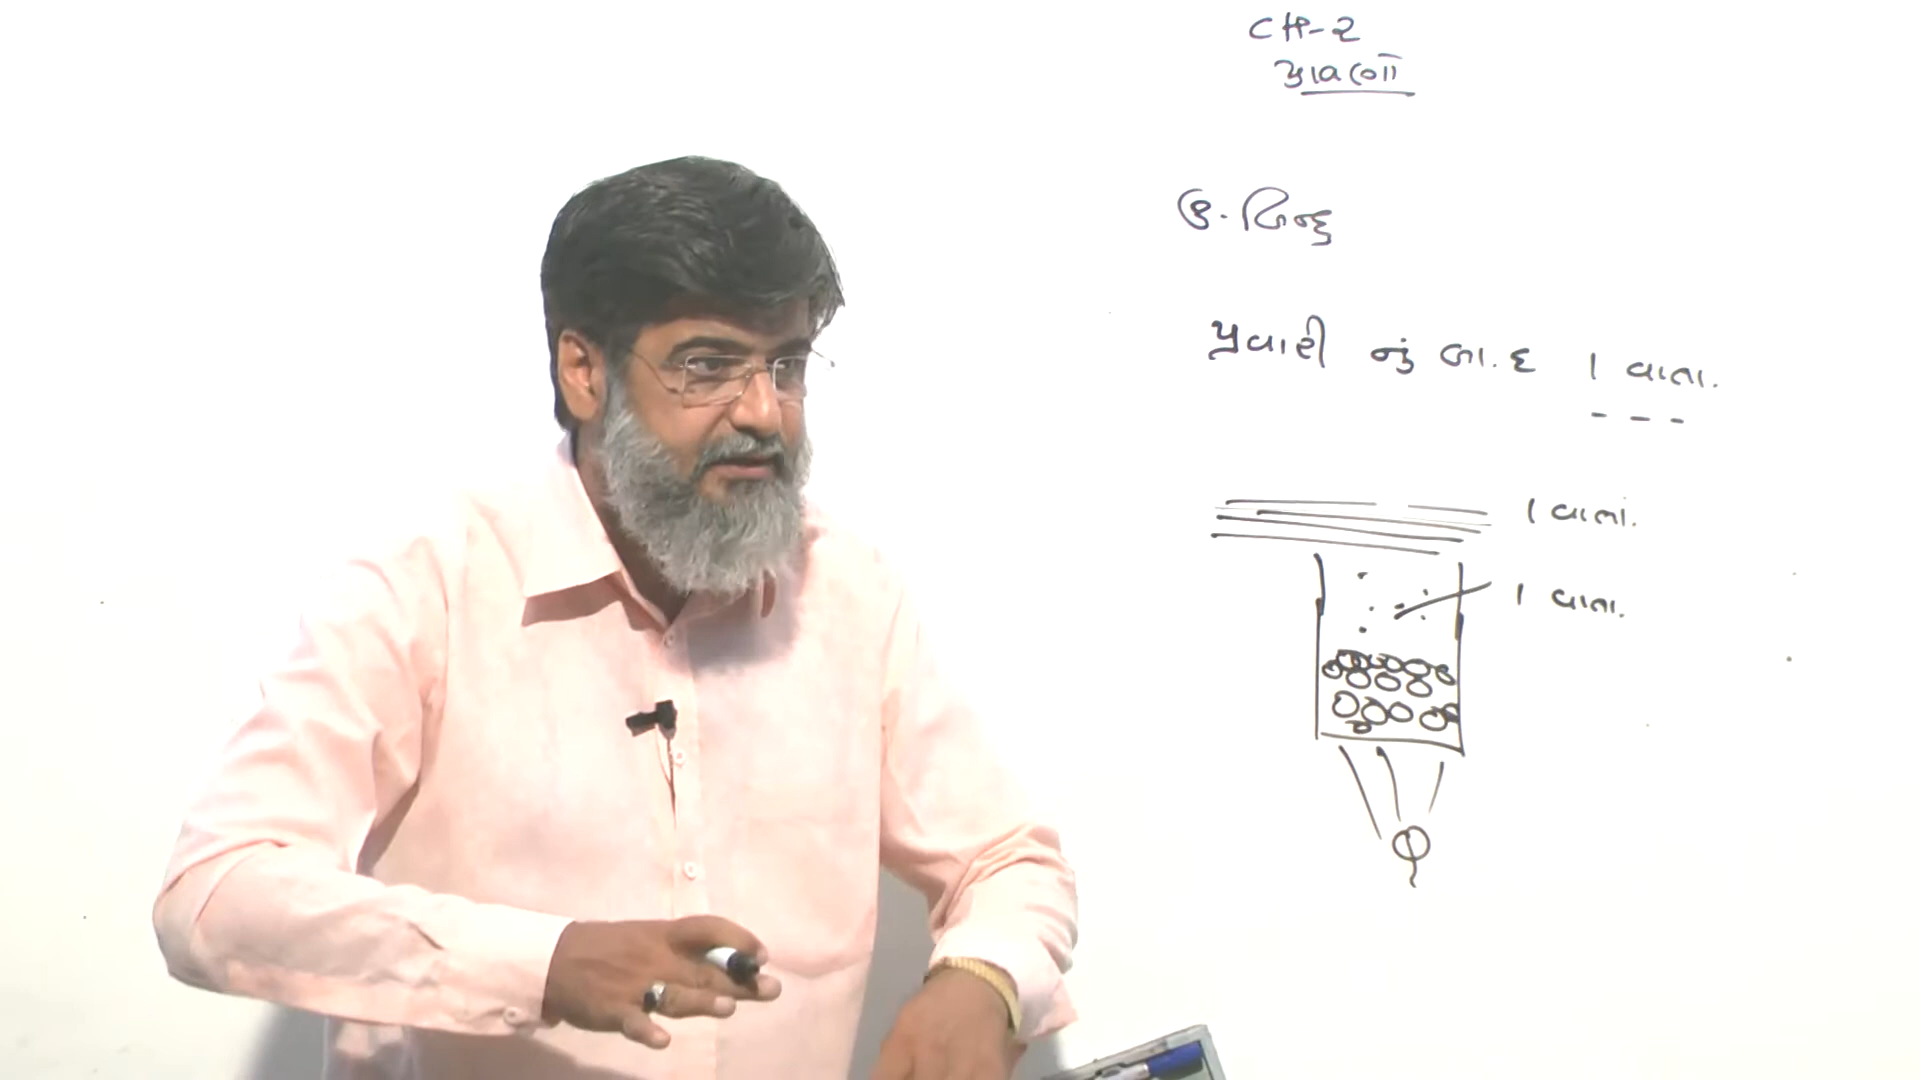 CH-2
દ્રાવણો
ઉ. બિન્દુ
પ્રવાહી નું બા.દ 1 વાતા.
1 વાતા.
1 વાતા.